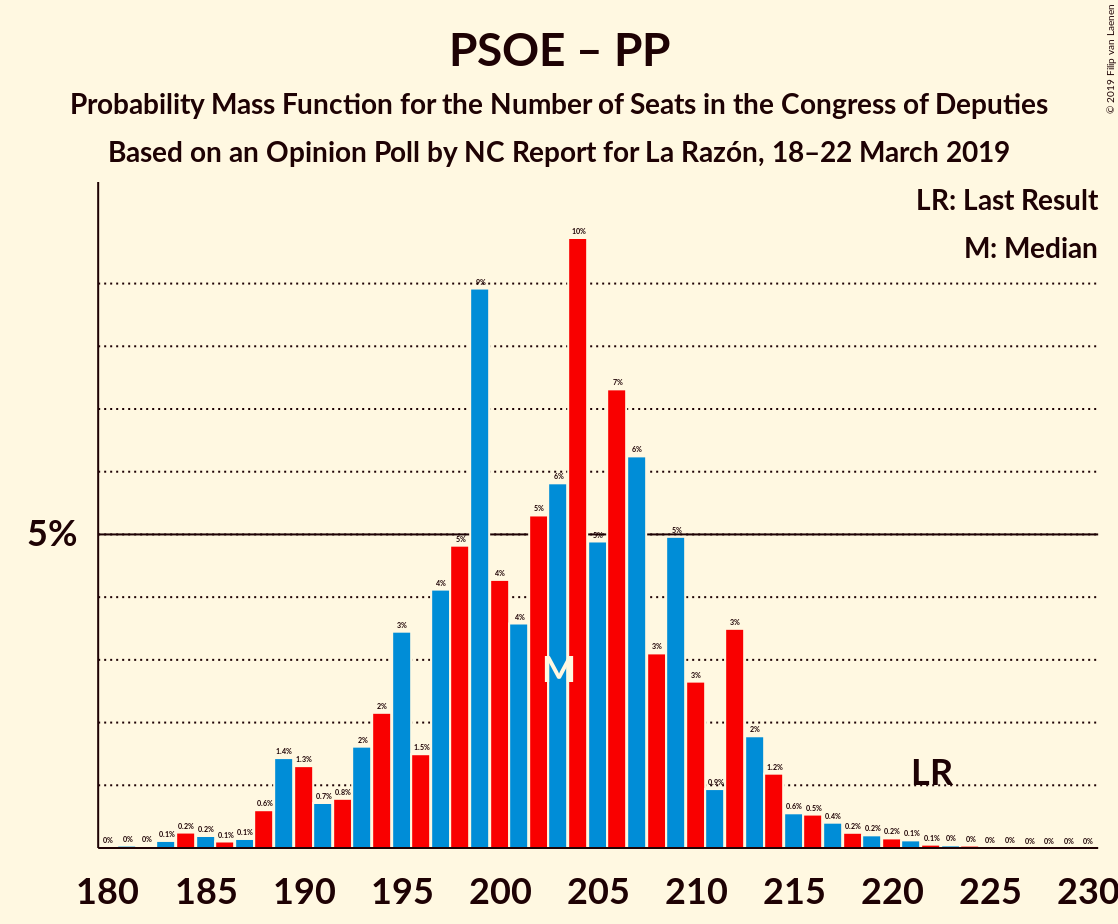 PSOE – PP
Probability Mass Function for the Number of Seats in the Congress of Deputies
Based on an Opinion Poll by NC Report for La Razón, 18–22 March 2019
© 2019 Filip van Laenen
LR: Last Result
M: Median
5%
0% 0% 0% 0.1% 0.2% 0.2% 0.1% 0.1% 0.6% 1.4% 1.3% 0.7% 0.8% 2% 2% 3% 1.5% 4% 5% 9% 4% 4% 5% 6% 10% 5% 7% 6% 3% 5% 3% 0.9% 3% 2% 1.2% 0.6% 0.5% 0.4% 0.2% 0.2% 0.2% 0.1% 0.1% 0% 0% 0% 0% 0% 0% 0% 0%
M
LR
180 185 190 195 200 205 210 215 220 225 230